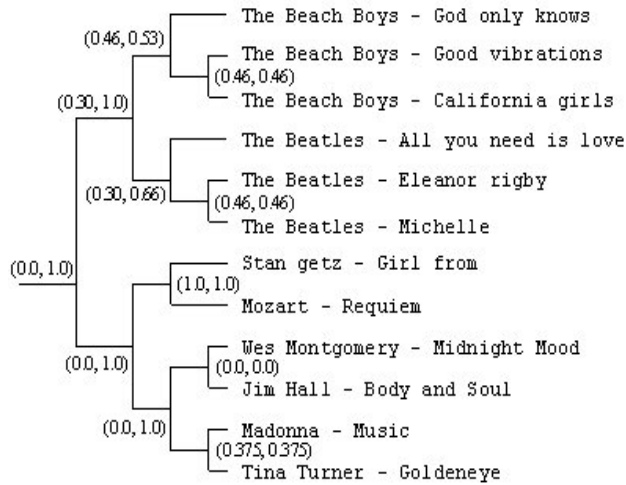 The Beach Boys - God only knows
(0.46, 0.53)
The Beach Boys - Good vibrations
(0.46, 0.46)
The Beach Boys - California girls
(0.30, 1.0)
The Beatles - All you need is love
The Beatles - Eleanor rigby
(0.30, 0.66)
(0.46, 0.46)
The Beatles - Michelle
Stan getz - Girl from
(0.0, 1.0)
(1.0, 1.0)
Mozart - Requiem
Wes Montgomery - Midnight Mood
(0.0, 1.0)
(0.0, 0.0)
Jim Hall - Body and Soul
(0.0, 1.0)
Madonna - Music
(0.375, 0.375)
Tina Turner - Goldeneye